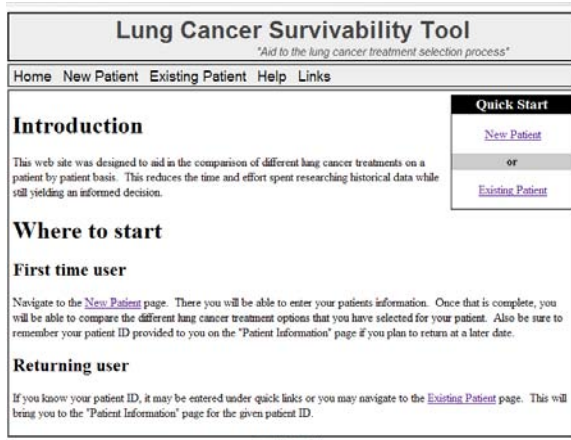 Lung Cancer Survivability Tool
"Aid to the lung cancer treatment selection process"
Home New Patient Existing Patient Help Links
Quick Start
New Patient
or
Existing Patient
Introduction
This web site was designed to aid in the comparison of different lung cancer treatments on a
patient by patient basis. This reduces the time and effort spent researching historical data while
still yielding an informed decision.
Where to start
First time user
Navigate to the New Patient page. There you will be able to enter your patients information. Once that is complete, you
will be able to compare the different lung cancer treatment options that you have selected for your patient. Also be sure to
remember your patient ID provided to you on the "Patient Information" page if you plan to return at a later date.
Returning user
If you know your patient ID, it may be entered under quick links or you may navigate to the Existing Patient page. This will
bring you to the "Patient Information" page for the given patient ID.